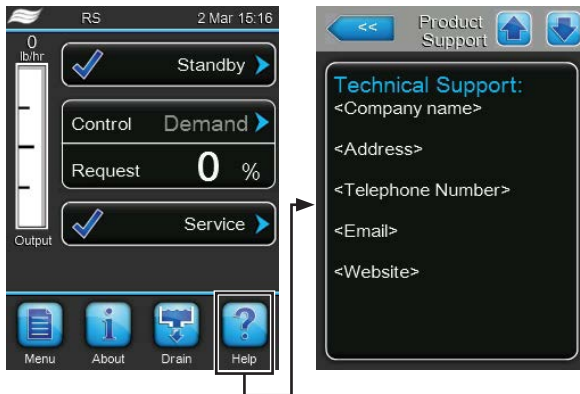 RS 2 Mar 15:16
0
lb/hr
Standby
Control Demand
Request 0 %
Service
Output
Menu About Drain Help
<< Product
Support
Technical Support:
<Company name>
<Address>
<Telephone Number>
<Email>
<Website>